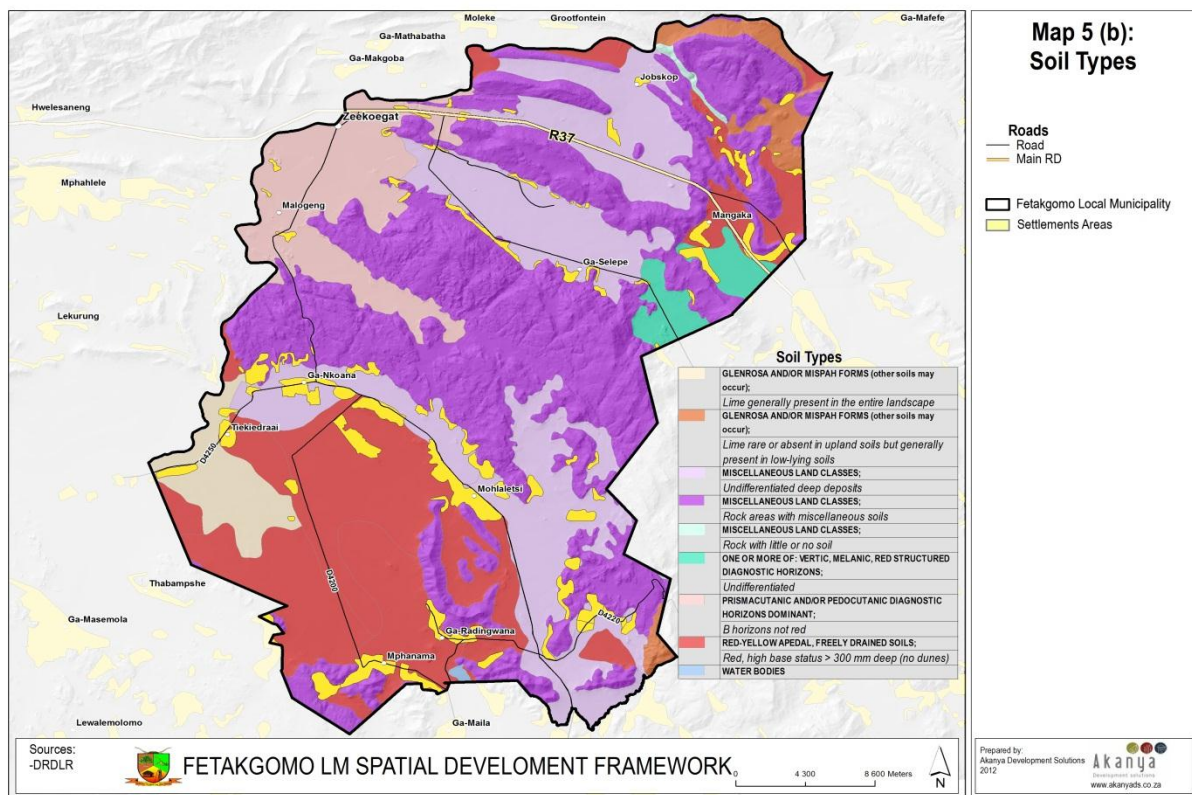 Map 5 (b):
Soil Types
Roads
Road
Main RD
Fetakgomo Local Municipality
Settlements Areas
Moleke
Grootfontein
Ga-Mafefe
Ga-Mathabatha
Ga-Makgoba
Jobskop
Hwelesaneng
Zeekoegat
R37
Mphahlele
Malogeng
Mangaka
Ga-Selepe
Lekurung
Ga-Nkoana
Tiekiedraai
D4250
Mohlaletsi
Thabampshe
D4200
Ga-Masemola
D4220
Ga-Radingwana
Mphanama
Lewalemolomo
Ga-Maila
Soil Types
GLENROSA AND/OR MISPAH FORMS (other soils may
occur);
Lime generally present in the entire landscape
GLENROSA AND/OR MISPAH FORMS (other soils may
occur);
Lime rare or absent in upland soils but generally
present in low-lying soils
MISCELLANEOUS LAND CLASSES;
Undifferentiated deep deposits
MISCELLANEOUS LAND CLASSES;
Rock areas with miscellaneous soils
MISCELLANEOUS LAND CLASSES;
Rock with little or no soil
ONE OR MORE OF: VERTIC, MELANIC, RED STRUCTURED
DIAGNOSTIC HORIZONS;
Undifferentiated
PRISMACUTANIC AND/OR PEDOCUTANIC DIAGNOSTIC
HORIZONS DOMINANT;
B horizons not red
RED-YELLOW APEDAL, FREELY DRAINED SOILS;
Red, high base status > 300 mm deep (no dunes)
WATER BODIES
Sources:
-DRDLR
FETAKGOMO LM SPATIAL DEVELOMENT FRAMEWORK
0 4 300 8 600 Meters
N
Prepared by:
Akanya Development Solutions
2012
Akanya
Development solutions
www.akanyads.co.za